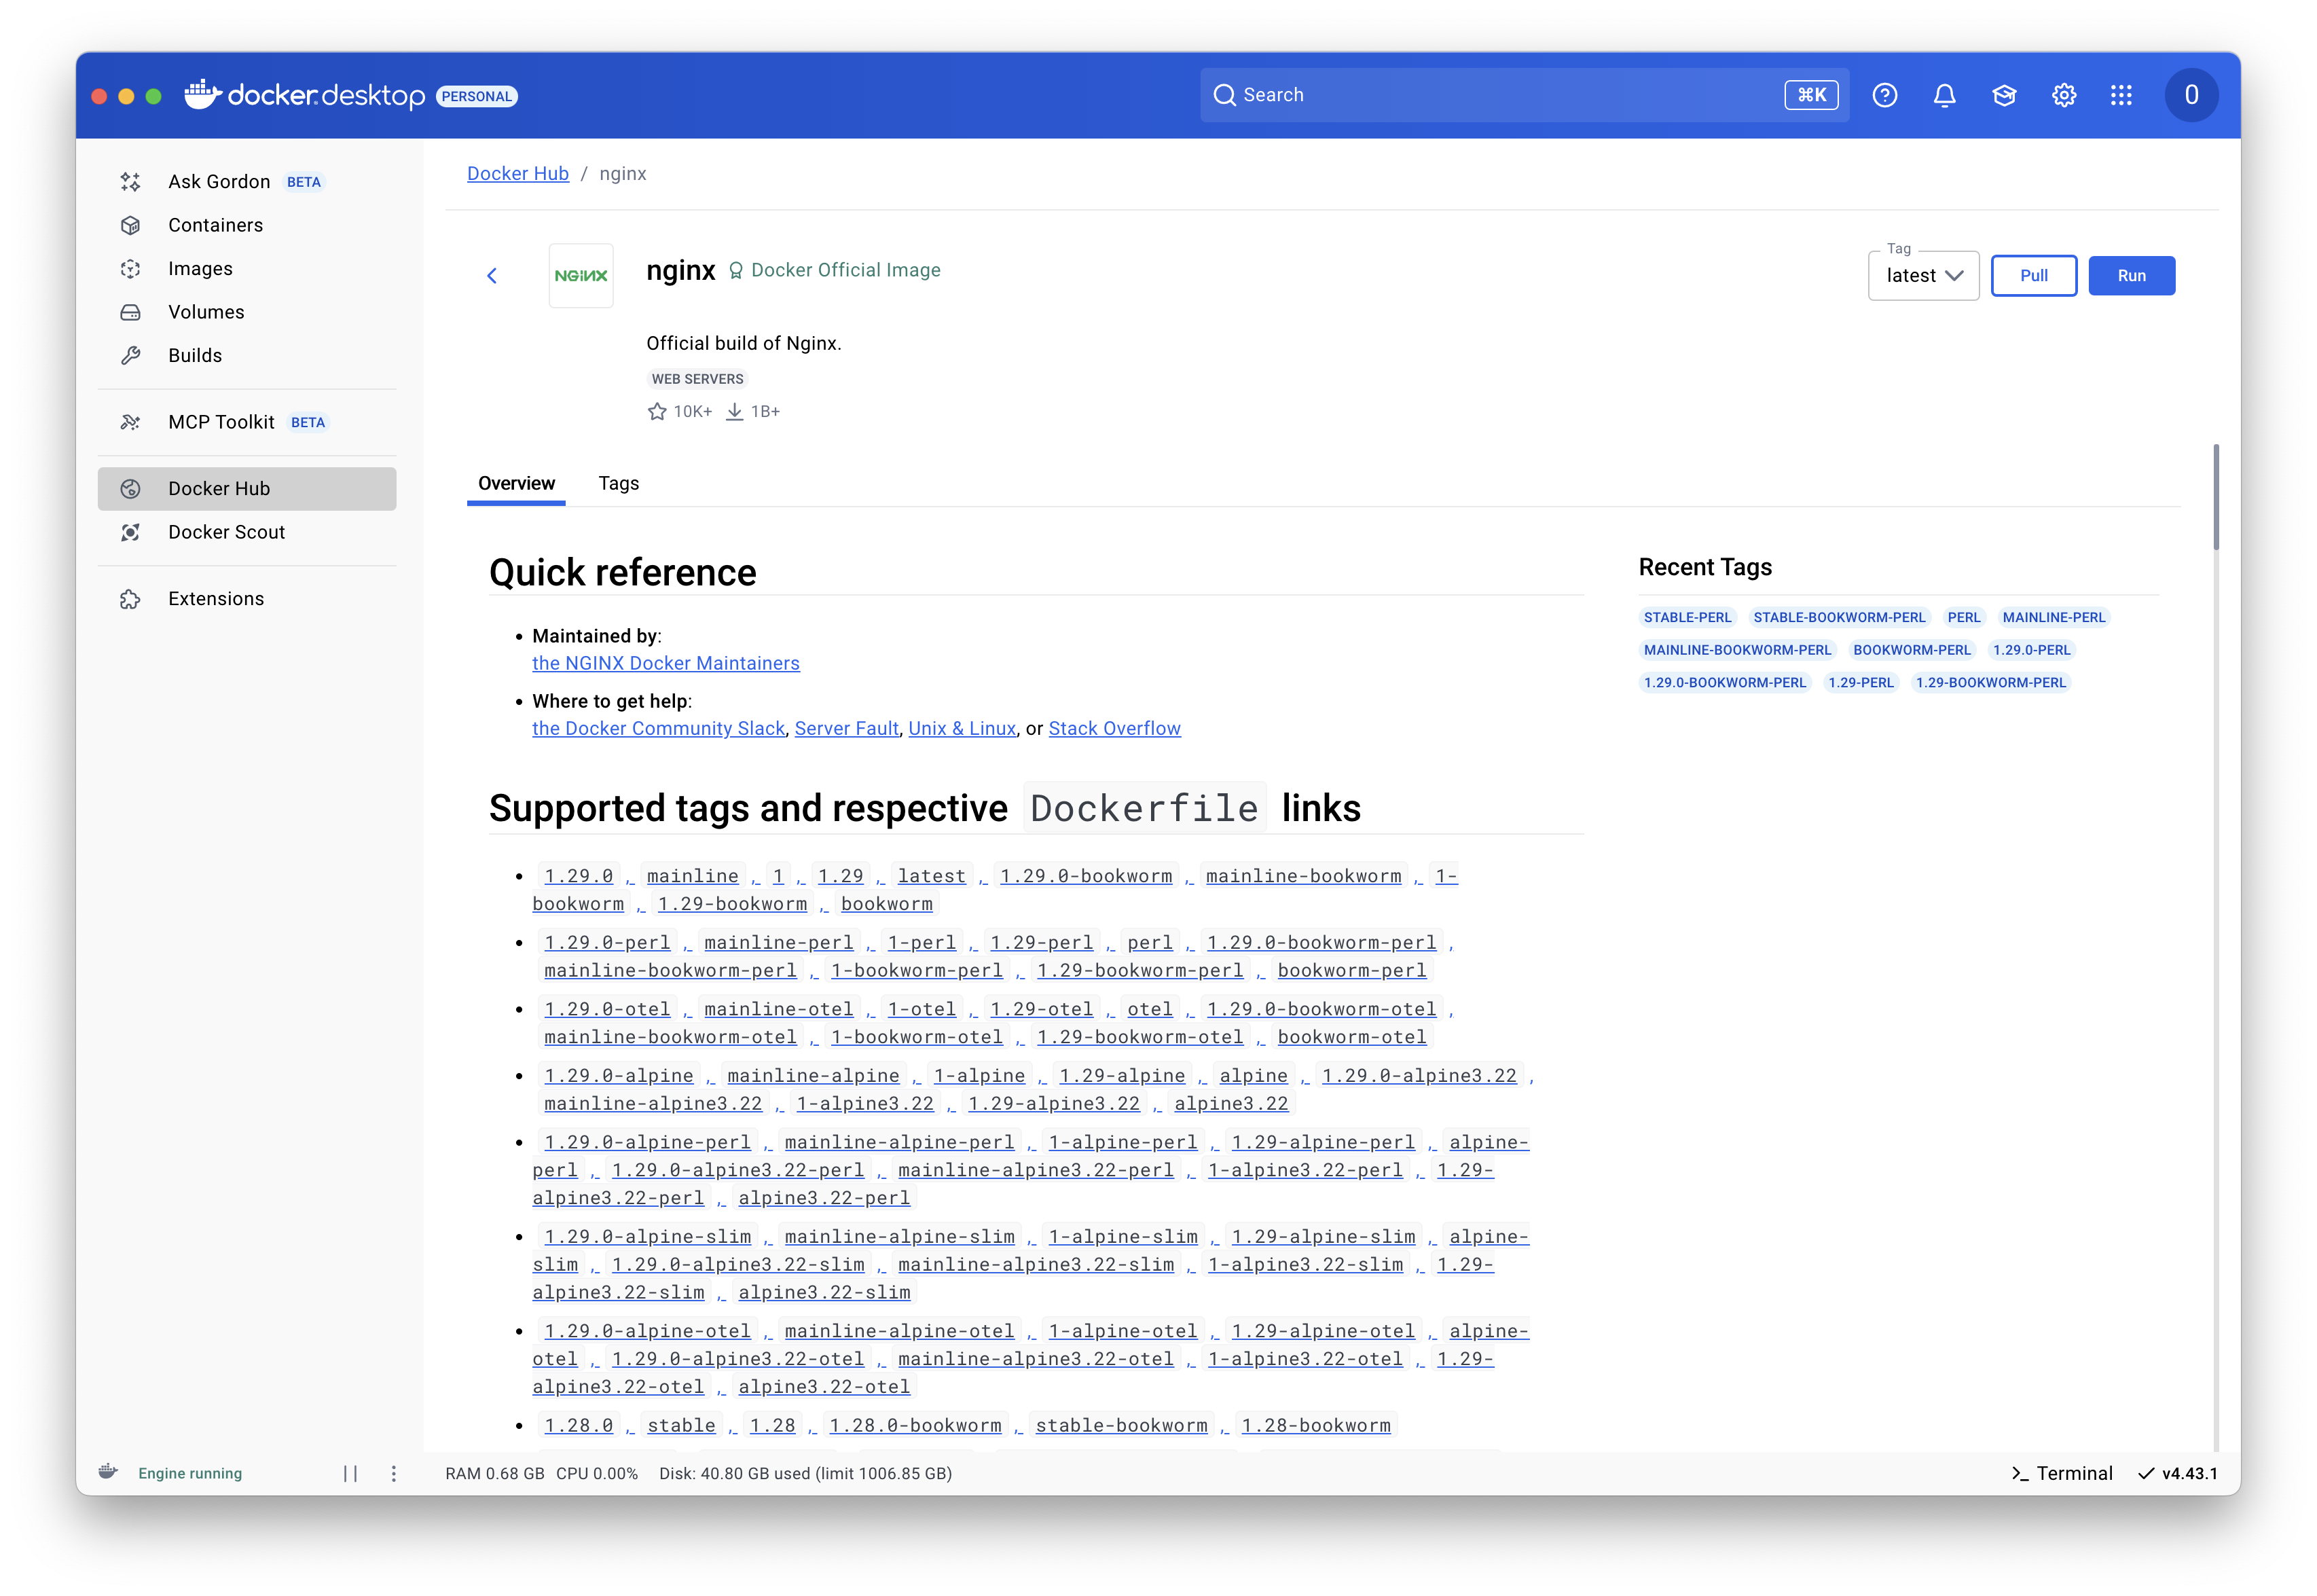 docker.desktop PERSONAL
Search ⌘K
0
Ask Gordon BETA
Containers
Images
Volumes
Builds
MCP Toolkit BETA
Docker Hub
Docker Scout
Extensions
Docker Hub / nginx
NGINX
nginx Docker Official Image
Tag
latest
Pull
Run
Official build of Nginx.
WEB SERVERS
10K+ 1B+
Overview Tags
Quick reference
• Maintained by:
the NGINX Docker Maintainers
• Where to get help:
the Docker Community Slack, Server Fault, Unix & Linux, or Stack Overflow
Supported tags and respective Dockerfile links
• 1.29.0 , mainline , 1 , 1.29 , latest , 1.29.0-bookworm , mainline-bookworm , 1-
bookworm , 1.29-bookworm , bookworm
• 1.29.0-perl , mainline-perl , 1-perl , 1.29-perl , perl , 1.29.0-bookworm-perl ,
mainline-bookworm-perl , 1-bookworm-perl , 1.29-bookworm-perl , bookworm-perl
• 1.29.0-otel , mainline-otel , 1-otel , 1.29-otel , otel , 1.29.0-bookworm-otel ,
mainline-bookworm-otel , 1-bookworm-otel , 1.29-bookworm-otel , bookworm-otel
• 1.29.0-alpine , mainline-alpine , 1-alpine , 1.29-alpine , alpine , 1.29.0-alpine3.22 ,
mainline-alpine3.22 , 1-alpine3.22 , 1.29-alpine3.22 , alpine3.22
• 1.29.0-alpine-perl , mainline-alpine-perl , 1-alpine-perl , 1.29-alpine-perl , alpine-
perl , 1.29.0-alpine3.22-perl , mainline-alpine3.22-perl , 1-alpine3.22-perl , 1.29-
alpine3.22-perl , alpine3.22-perl
• 1.29.0-alpine-slim , mainline-alpine-slim , 1-alpine-slim , 1.29-alpine-slim , alpine-
slim , 1.29.0-alpine3.22-slim , mainline-alpine3.22-slim , 1-alpine3.22-slim , 1.29-
alpine3.22-slim , alpine3.22-slim
• 1.29.0-alpine-otel , mainline-alpine-otel , 1-alpine-otel , 1.29-alpine-otel , alpine-
otel , 1.29.0-alpine3.22-otel , mainline-alpine3.22-otel , 1-alpine3.22-otel , 1.29-
alpine3.22-otel , alpine3.22-otel
• 1.28.0 , stable , 1.28 , 1.28.0-bookworm , stable-bookworm , 1.28-bookworm
Recent Tags
STABLE-PERL STABLE-BOOKWORM-PERL PERL MAINLINE-PERL
MAINLINE-BOOKWORM-PERL BOOKWORM-PERL 1.29.0-PERL
1.29.0-BOOKWORM-PERL 1.29-PERL 1.29-BOOKWORM-PERL
Engine running
RAM 0.68 GB CPU 0.00% Disk: 40.80 GB used (limit 1006.85 GB)
Terminal
v4.43.1